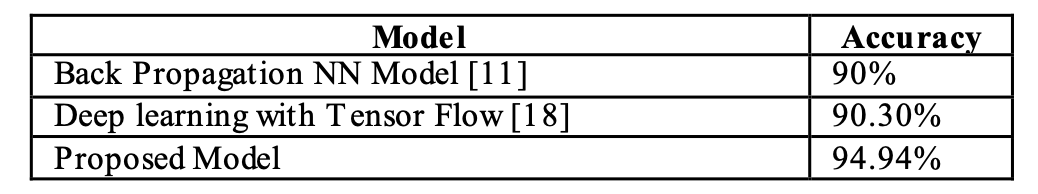 Model Accuracy
Back Propagation NN Model [11] 90%
Deep learning with Tensor Flow [18] 90.30%
Proposed Model 94.94%